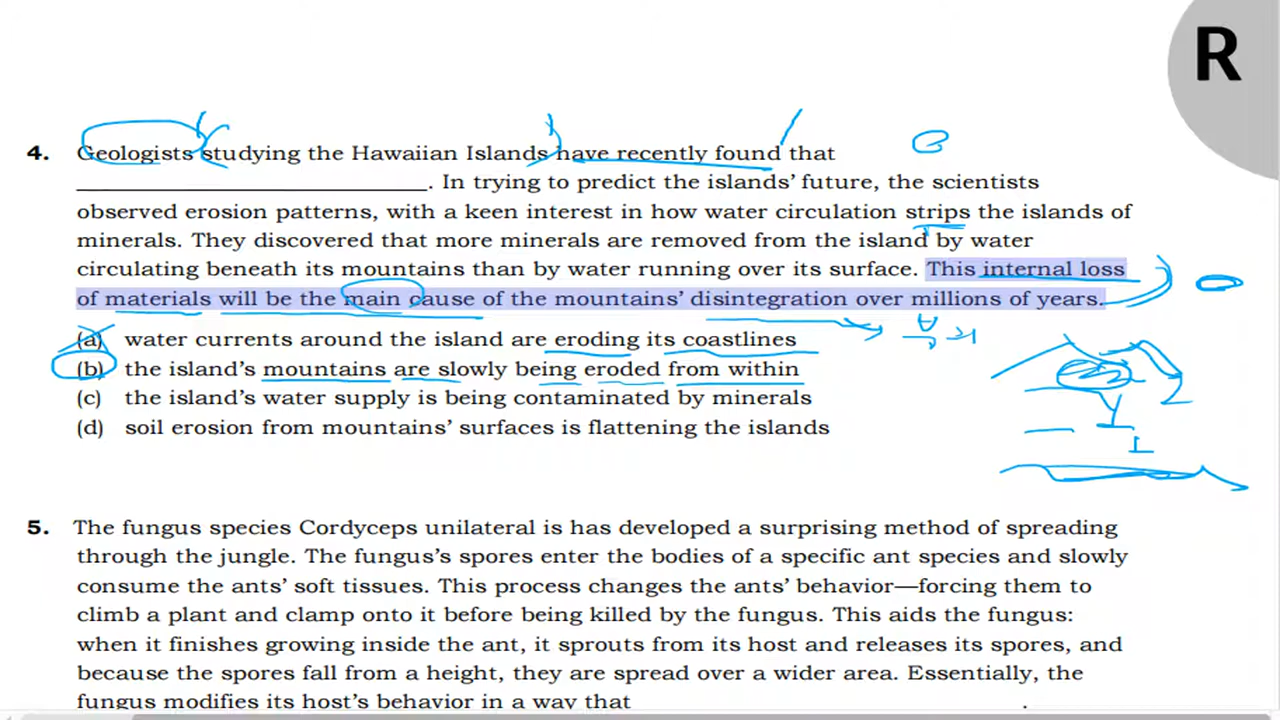 R
4. Geologists studying the Hawaiian Islands have recently found that
____________________. In trying to predict the islands' future, the scientists
observed erosion patterns, with a keen interest in how water circulation strips the islands of
minerals. They discovered that more minerals are removed from the island by water
circulating beneath its mountains than by water running over its surface. This internal loss
of materials will be the main cause of the mountains' disintegration over millions of years.
(a) water currents around the island are eroding its coastlines
(b) the island's mountains are slowly being eroded from within
(c) the island's water supply is being contaminated by minerals
(d) soil erosion from mountains' surfaces is flattening the islands
5. The fungus species Cordyceps unilateral is has developed a surprising method of spreading
through the jungle. The fungus's spores enter the bodies of a specific ant species and slowly
consume the ants' soft tissues. This process changes the ants' behavior—forcing them to
climb a plant and clamp onto it before being killed by the fungus. This aids the fungus:
when it finishes growing inside the ant, it sprouts from its host and releases its spores, and
because the spores fall from a height, they are spread over a wider area. Essentially, the
fungus modifies its host's behavior in a way that ____________________.